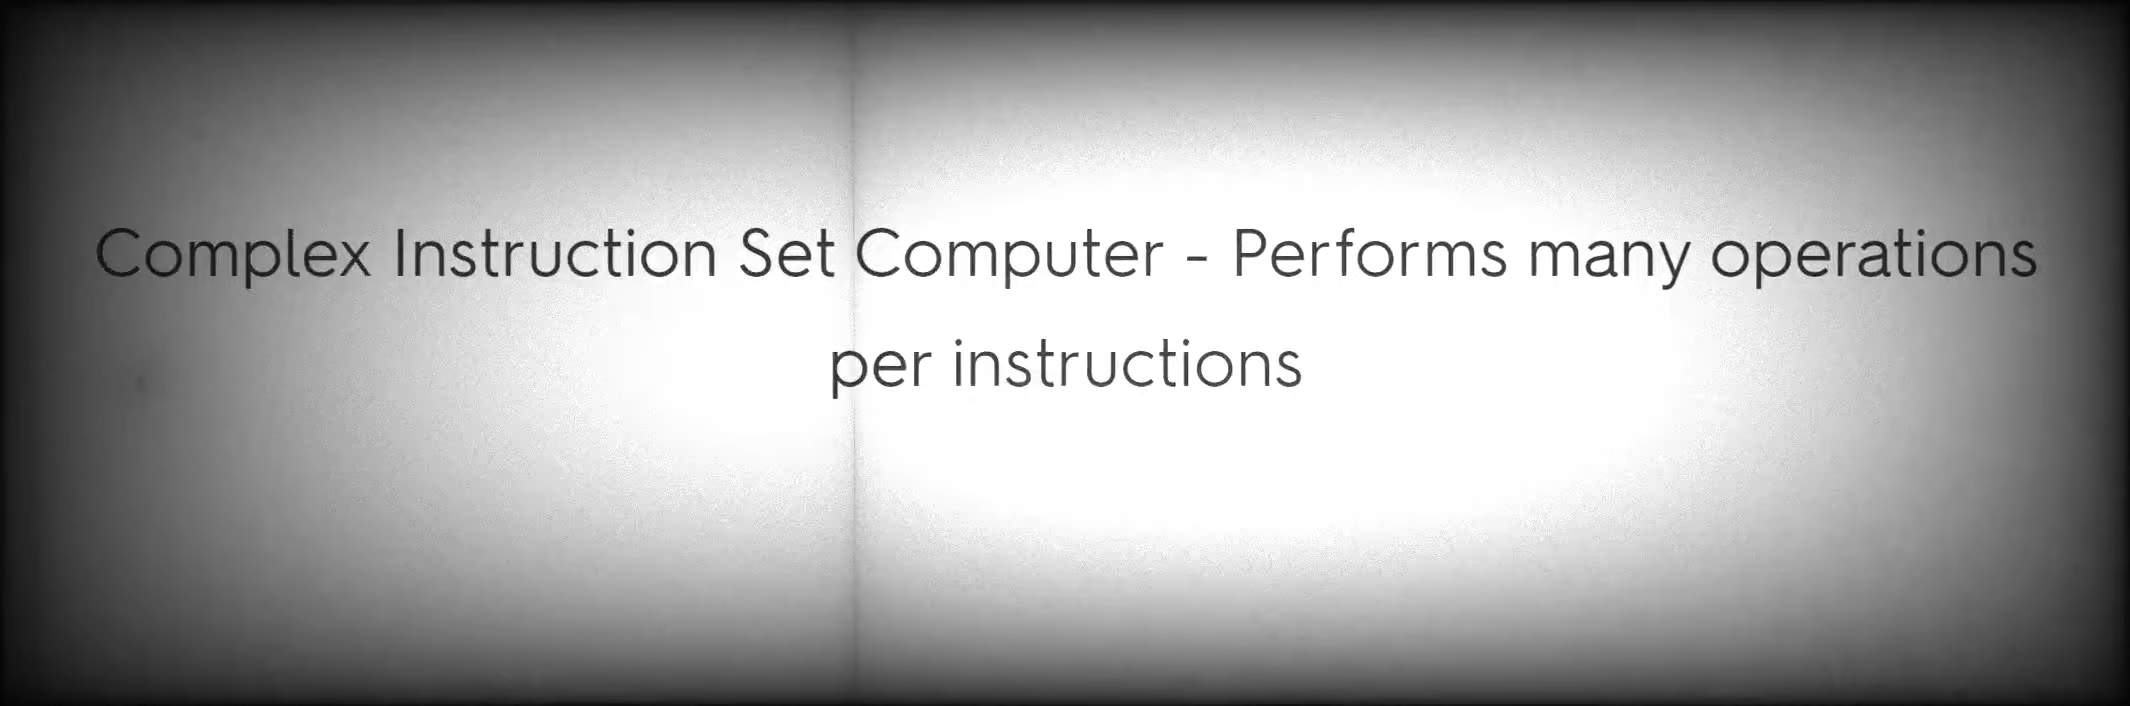 Complex Instruction Set Computer - Performs many operations
per instructions